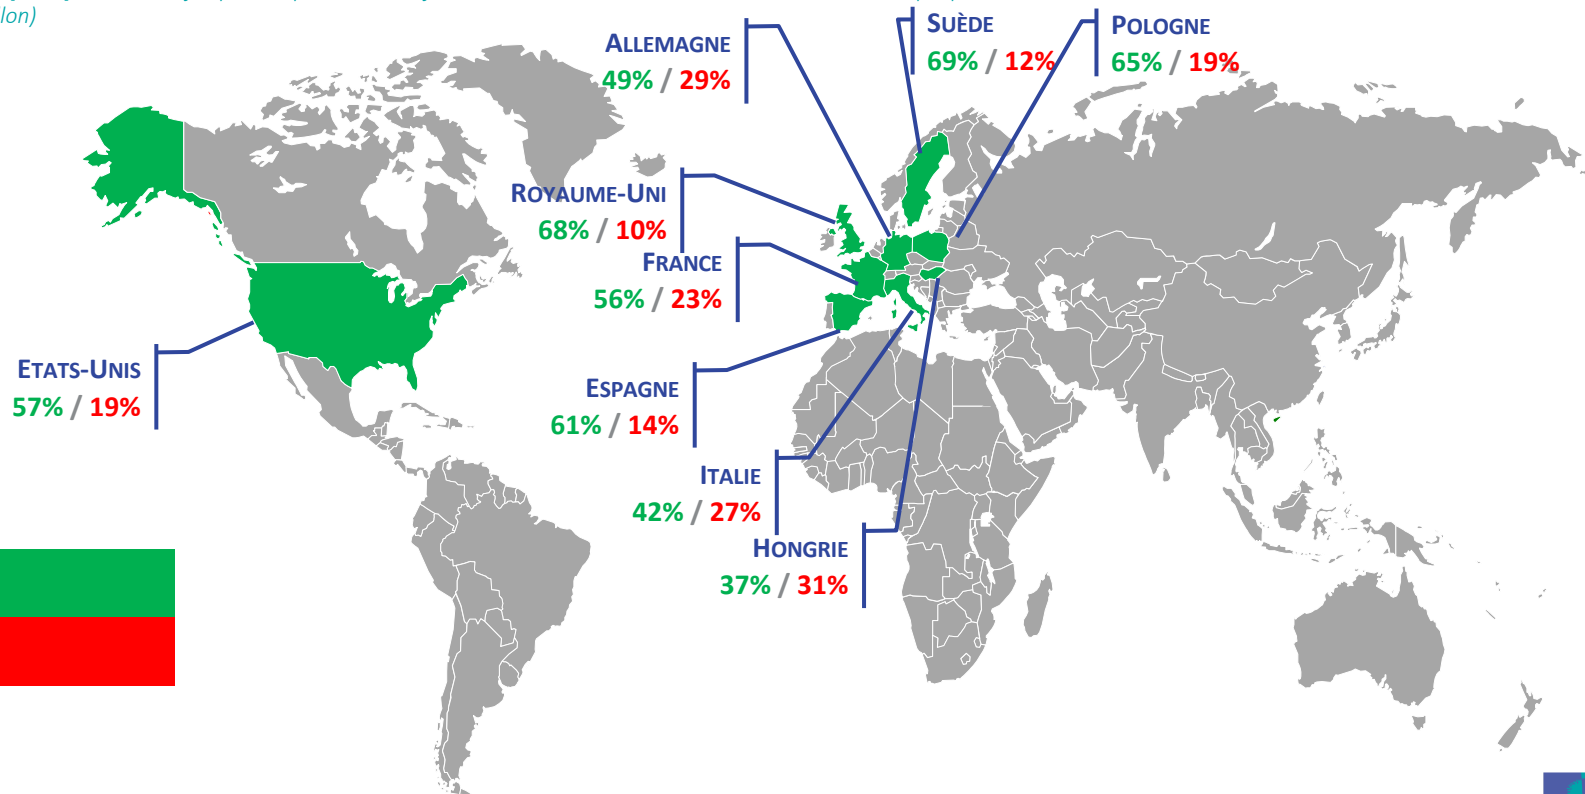 llon)
SUÈDE
69% / 12%
POLOGNE
65% / 19%
ALLEMAGNE
49% / 29%
ROYAUME-UNI
68% / 10%
FRANCE
56% / 23%
ETATS-UNIS
57% / 19%
ESPAGNE
61% / 14%
ITALIE
42% / 27%
HONGRIE
37% / 31%